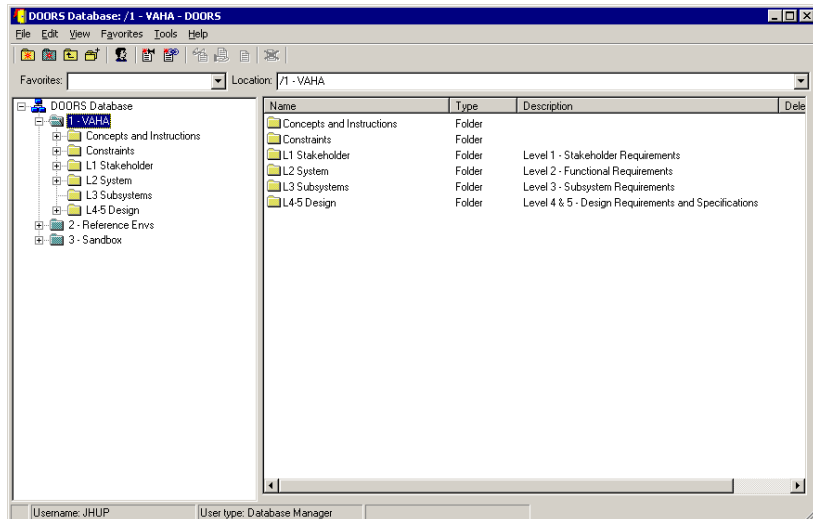 DOORS Database: /1 - VAHA - DOORS
File Edit View Favorites Tools Help
Favorites: Location: /1 - VAHA
DOORS Database
1 - VAHA
Concepts and Instructions
Constraints
L1 Stakeholder
L2 System
L3 Subsystems
L4-5 Design
2 - Reference Envs
3 - Sandbox
Name Type Description Dele
Concepts and Instructions Folder
Constraints Folder
L1 Stakeholder Folder Level 1 - Stakeholder Requirements
L2 System Folder Level 2 - Functional Requirements
L3 Subsystems Folder Level 3 - Subsystem Requirements
L4-5 Design Folder Level 4 & 5 - Design Requirements and Specifications
Username: JHUP User type: Database Manager